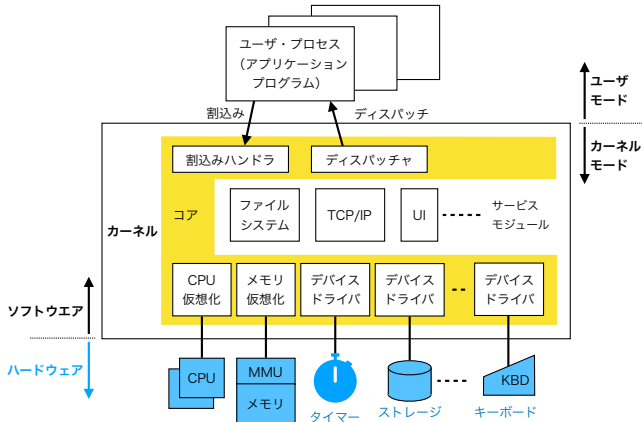 ユーザ・プロセス
（アプリケーション
プログラム）
割込み
ディスパッチ
ユーザ
モード
カーネル
モード
割込みハンドラ
ディスパッチャ
コア
ファイル
システム
TCP/IP
UI
サービス
モジュール
カーネル
CPU
仮想化
メモリ
仮想化
デバイス
ドライバ
デバイス
ドライバ
デバイス
ドライバ
ソフトウエア
ハードウェア
CPU
MMU
メモリ
タイマー
ストレージ
KBD
キーボード